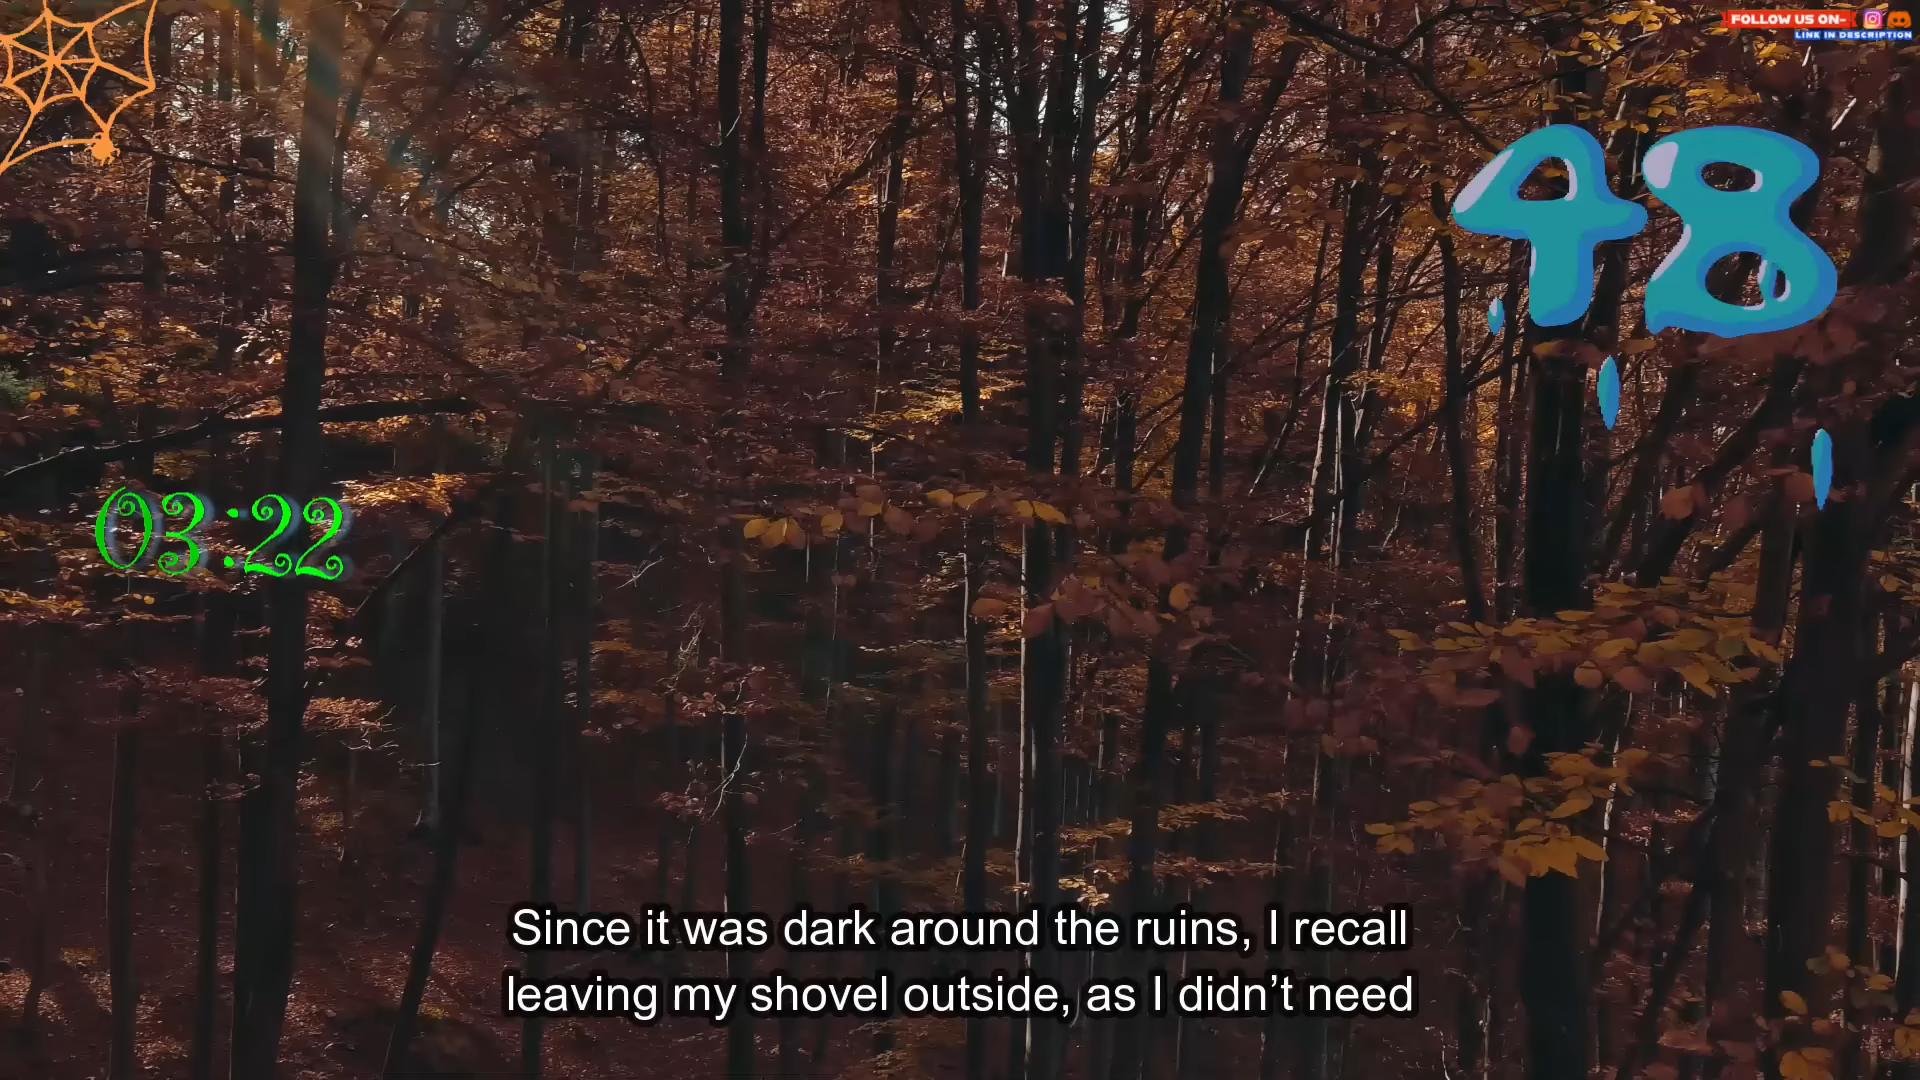 FOLLOW US ON-
LINK IN DESCRIPTION
48
03:22
Since it was dark around the ruins, I recall
leaving my shovel outside, as I didn’t need